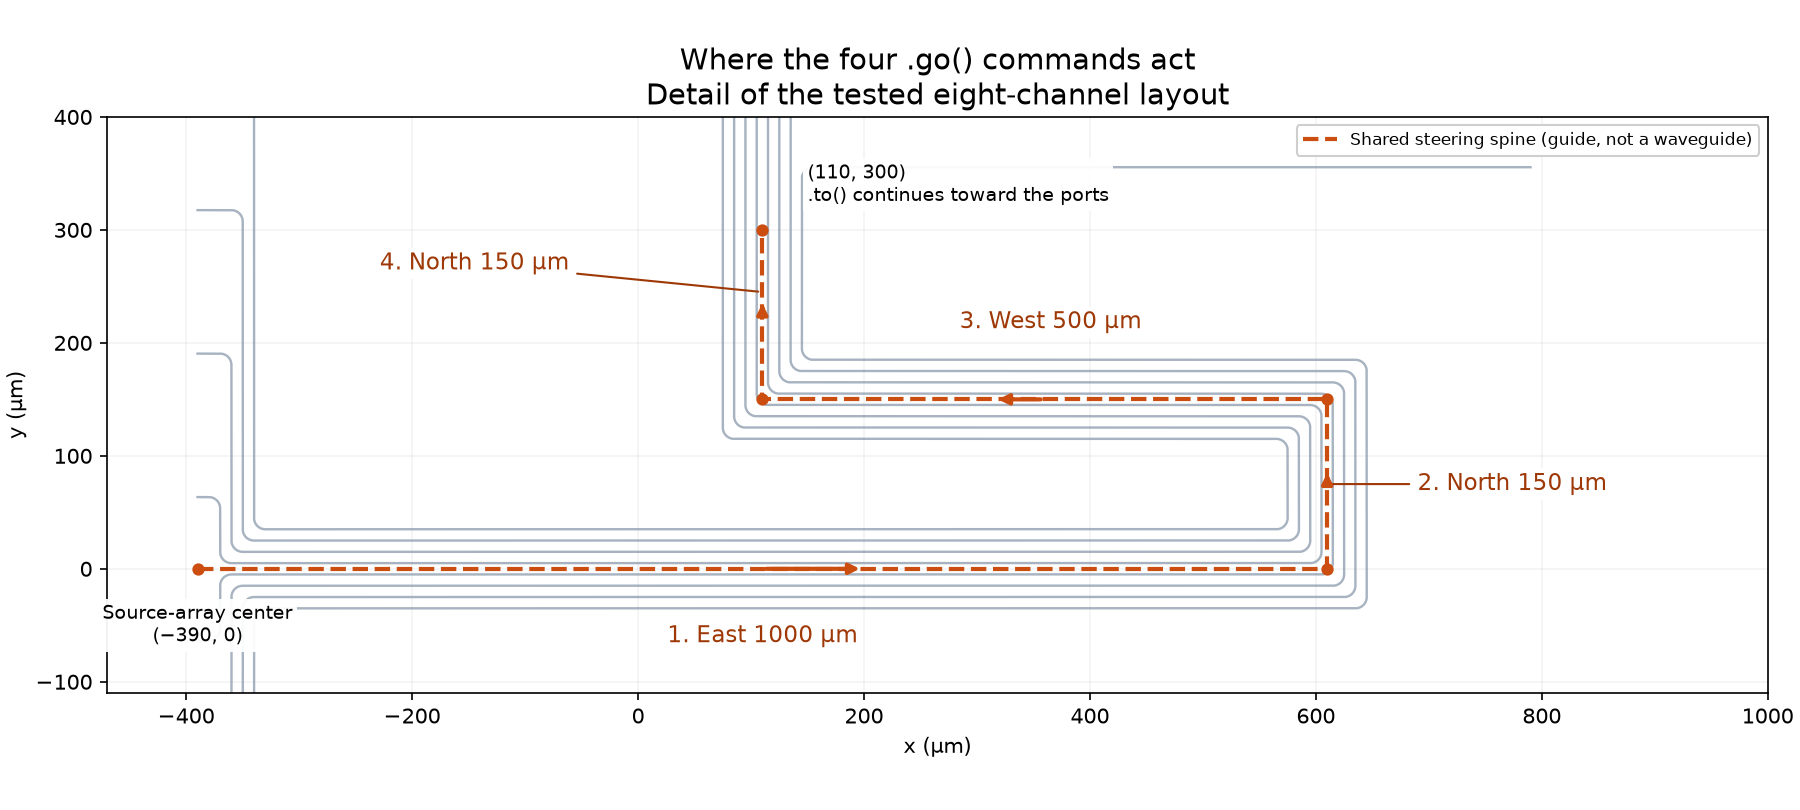 Where the four .go() commands act
Detail of the tested eight-channel layout
Shared steering spine (guide, not a waveguide)
(110, 300)
.to() continues toward the ports
4. North 150 µm
3. West 500 µm
2. North 150 µm
Source-array center
(−390, 0)
1. East 1000 µm
400
300
200
100
0
−100
y (µm)
−400
−200
0
200
400
600
800
1000
x (µm)